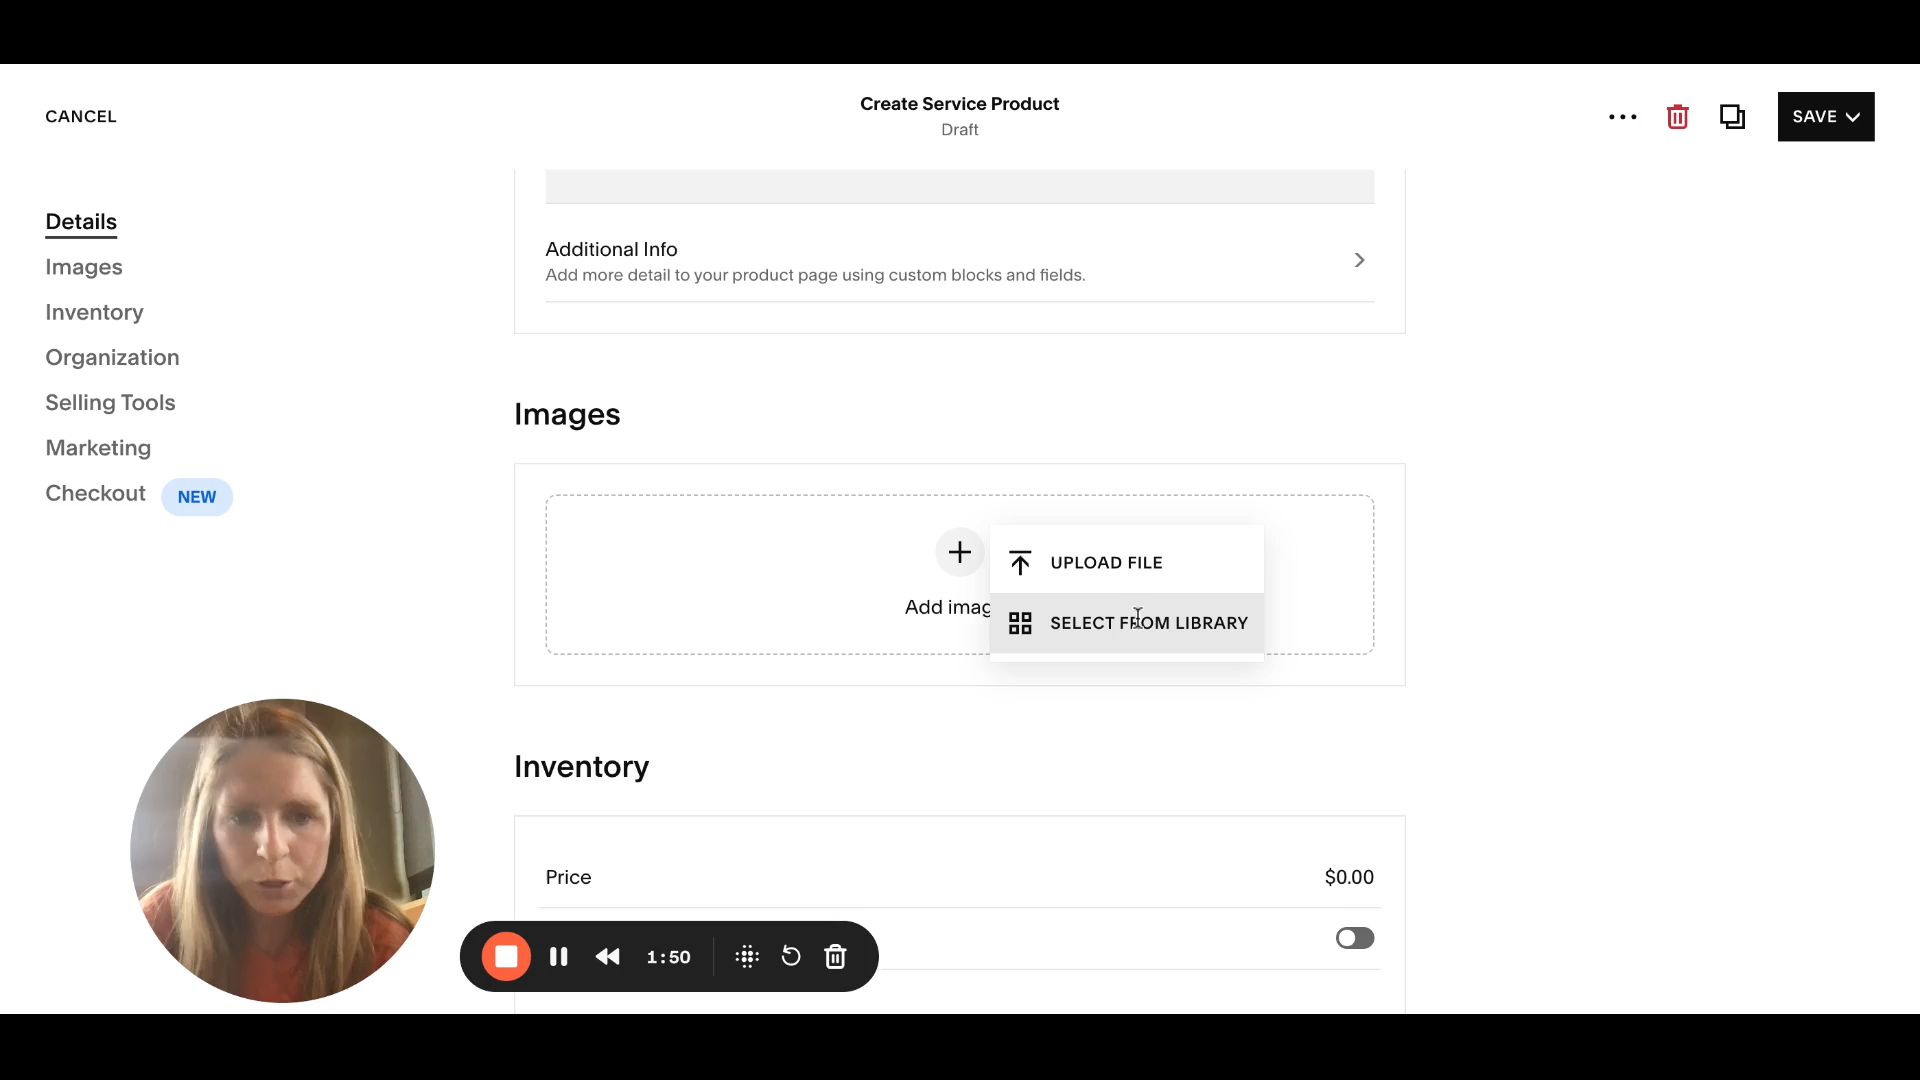 CANCEL
Create Service Product
Draft
SAVE
Details
Images
Inventory
Organization
Selling Tools
Marketing
Checkout NEW
Additional Info
Add more detail to your product page using custom blocks and fields.
Images
Add imag
UPLOAD FILE
SELECT FROM LIBRARY
Inventory
Price $0.00
1:50